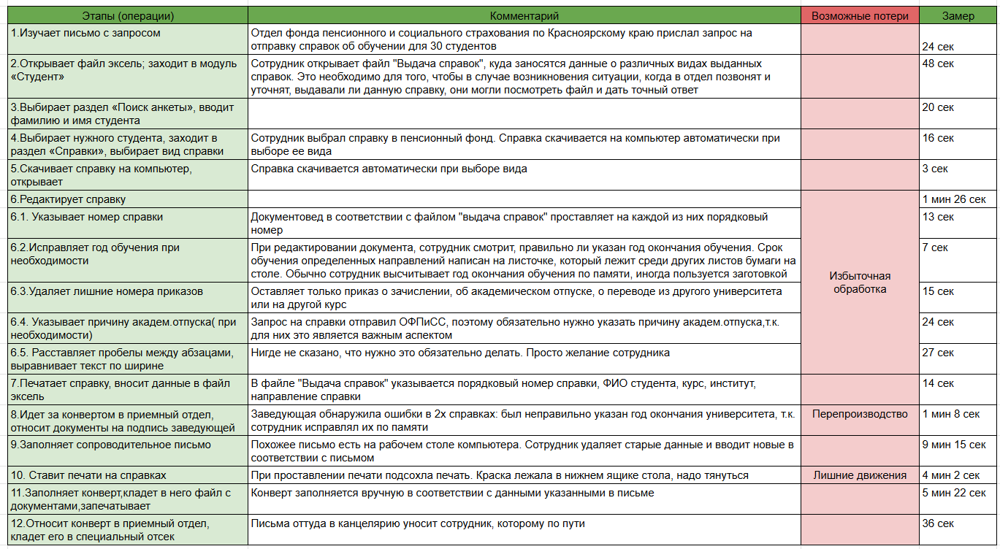 Этапы (операции)
Комментарий
Возможные потери
Замер
1.Изучает письмо с запросом
Отдел фонда пенсионного и социального страхования по Красноярскому краю прислал запрос на
отправку справок об обучении для 30 студентов
24 сек
2.Открывает файл эксель; заходит в модуль
«Студент»
Сотрудник открывает файл "Выдача справок", куда заносятся данные о различных видах выданных
справок. Это необходимо для того, чтобы в случае возникновения ситуации, когда в отдел позвонят и
уточнят, выдавали ли данную справку, они могли посмотреть файл и дать точный ответ
48 сек
3.Выбирает раздел «Поиск анкеты», вводит
фамилию и имя студента
20 сек
4.Выбирает нужного студента, заходит в
раздел «Справки», выбирает вид справки
Сотрудник выбрал справку в пенсионный фонд. Справка скачивается на компьютер автоматически при
выборе ее вида
16 сек
5.Скачивает справку на компьютер,
открывает
Справка скачивается автоматически при выборе вида
3 сек
6.Редактирует справку
1 мин 26 сек
6.1. Указывает номер справки
Документовед в соответствии с файлом "выдача справок" проставляет на каждой из них порядковый
номер
13 сек
6.2.Исправляет год обучения при
необходимости
При редактировании документа, сотрудник смотрит, правильно ли указан год окончания обучения. Срок
обучения определенных направлений написан на листочке, который лежит среди других листов бумаги на
столе. Обычно сотрудник высчитывает год окончания обучения по памяти, иногда пользуется заготовкой
Избыточная
обработка
7 сек
6.3.Удаляет лишние номера приказов
Оставляет только приказ о зачислении, об академическом отпуске, о переводе из другого университета
или на другой курс
15 сек
6.4. Указывает причину академ.отпуска( при
необходимости)
Запрос на справки отправил ОФПиСС, поэтому обязательно нужно указать причину академ.отпуска,т.к.
для них это является важным аспектом
24 сек
6.5. Расставляет пробелы между абзацами,
выравнивает текст по ширине
Нигде не сказано, что нужно это обязательно делать. Просто желание сотрудника
27 сек
7.Печатает справку, вносит данные в файл
эксель
В файле "Выдача справок" указывается порядковый номер справки, ФИО студента, курс, институт,
направление справки
14 сек
8.Идет за конвертом в приемный отдел,
относит документы на подпись заведующей
Заведующая обнаружила ошибки в 2х справках: был неправильно указан год окончания университета, т.к.
сотрудник исправлял их по памяти
Перепроизводство
1 мин 8 сек
9.Заполняет сопроводительное письмо
Похожее письмо есть на рабочем столе компьютера. Сотрудник удаляет старые данные и вводит новые в
соответствии с письмом
9 мин 15 сек
10. Ставит печати на справках
При проставлении печати подсохла печать. Краска лежала в нижнем ящике стола, надо тянуться
Лишние движения
4 мин 2 сек
11.Заполняет конверт,кладет в него файл с
документами,запечатывает
Конверт заполняется вручную в соответствии с данными указанными в письме
5 мин 22 сек
12.Относит конверт в приемный отдел,
кладет его в специальный отсек
Письма оттуда в канцелярию уносит сотрудник, которому по пути
36 сек